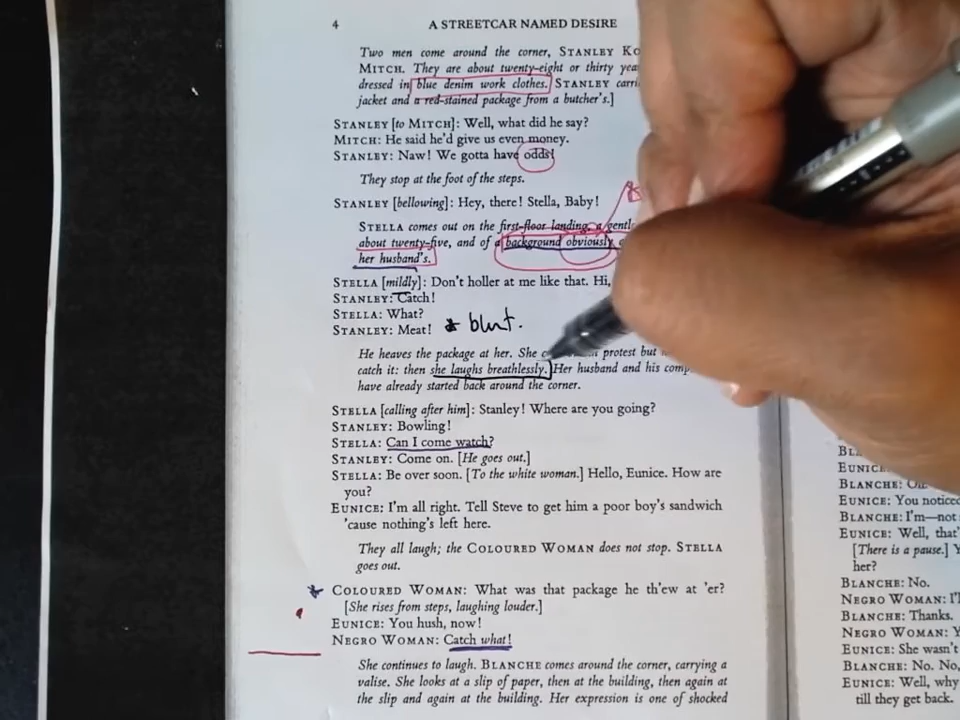 4 A STREETCAR NAMED DESIRE
Two men come around the corner, STANLEY
MITCH. They are about twenty-eight or thirty
dressed in blue denim work clothes. STANLEY
jacket and a red-stained package from a butcher's.]
STANLEY [to MITCH]: Well, what did he say?
MITCH: He said he'd give us even money.
STANLEY: Naw! We gotta have odds!
They stop at the foot of the steps.
STANLEY [bellowing]: Hey, there! Stella, Baby!
STELLA comes out on the first-floor landing, a
about twenty-five, and of a background obviously
her husband's.
STELLA [mildly]: Don't holler at me like that. Hi,
STANLEY: Catch!
STELLA: What?
STANLEY: Meat! * blunt.
He heaves the package at her. She protest but
catch it: then she laughs breathlessly. Her husband and his
have already started back around the corner.
STELLA [calling after him]: Stanley! Where are you going?
STANLEY: Bowling!
STELLA: Can I come watch?
STANLEY: Come on. [He goes out.]
STELLA: Be over soon. [To the white woman.] Hello, Eunice. How are
you?
EUNICE: I'm all right. Tell Steve to get him a poor boy's sandwich
'cause nothing's left here.
They all laugh; the COLOURED WOMAN does not stop. STELLA
goes out.
COLOURED WOMAN: What was that package he th'ew at 'er?
[She rises from steps, laughing louder.]
EUNICE: You hush, now!
NEGRO WOMAN: Catch what!
She continues to laugh. BLANCHE comes around the corner, carrying a
valise. She looks at a slip of paper, then at the building, then again at
the slip and again at the building. Her expression is one of shocked
EUNICE:
BLANCHE:
EUNICE: You noticed
BLANCHE: I'm—not
EUNICE: Well, that'
[There is a pause.]
her?
BLANCHE: No.
NEGRO WOMAN:
BLANCHE: Thanks.
NEGRO WOMAN:
EUNICE: She wasn't
BLANCHE: No. No,
EUNICE: Well, why
till they get back.